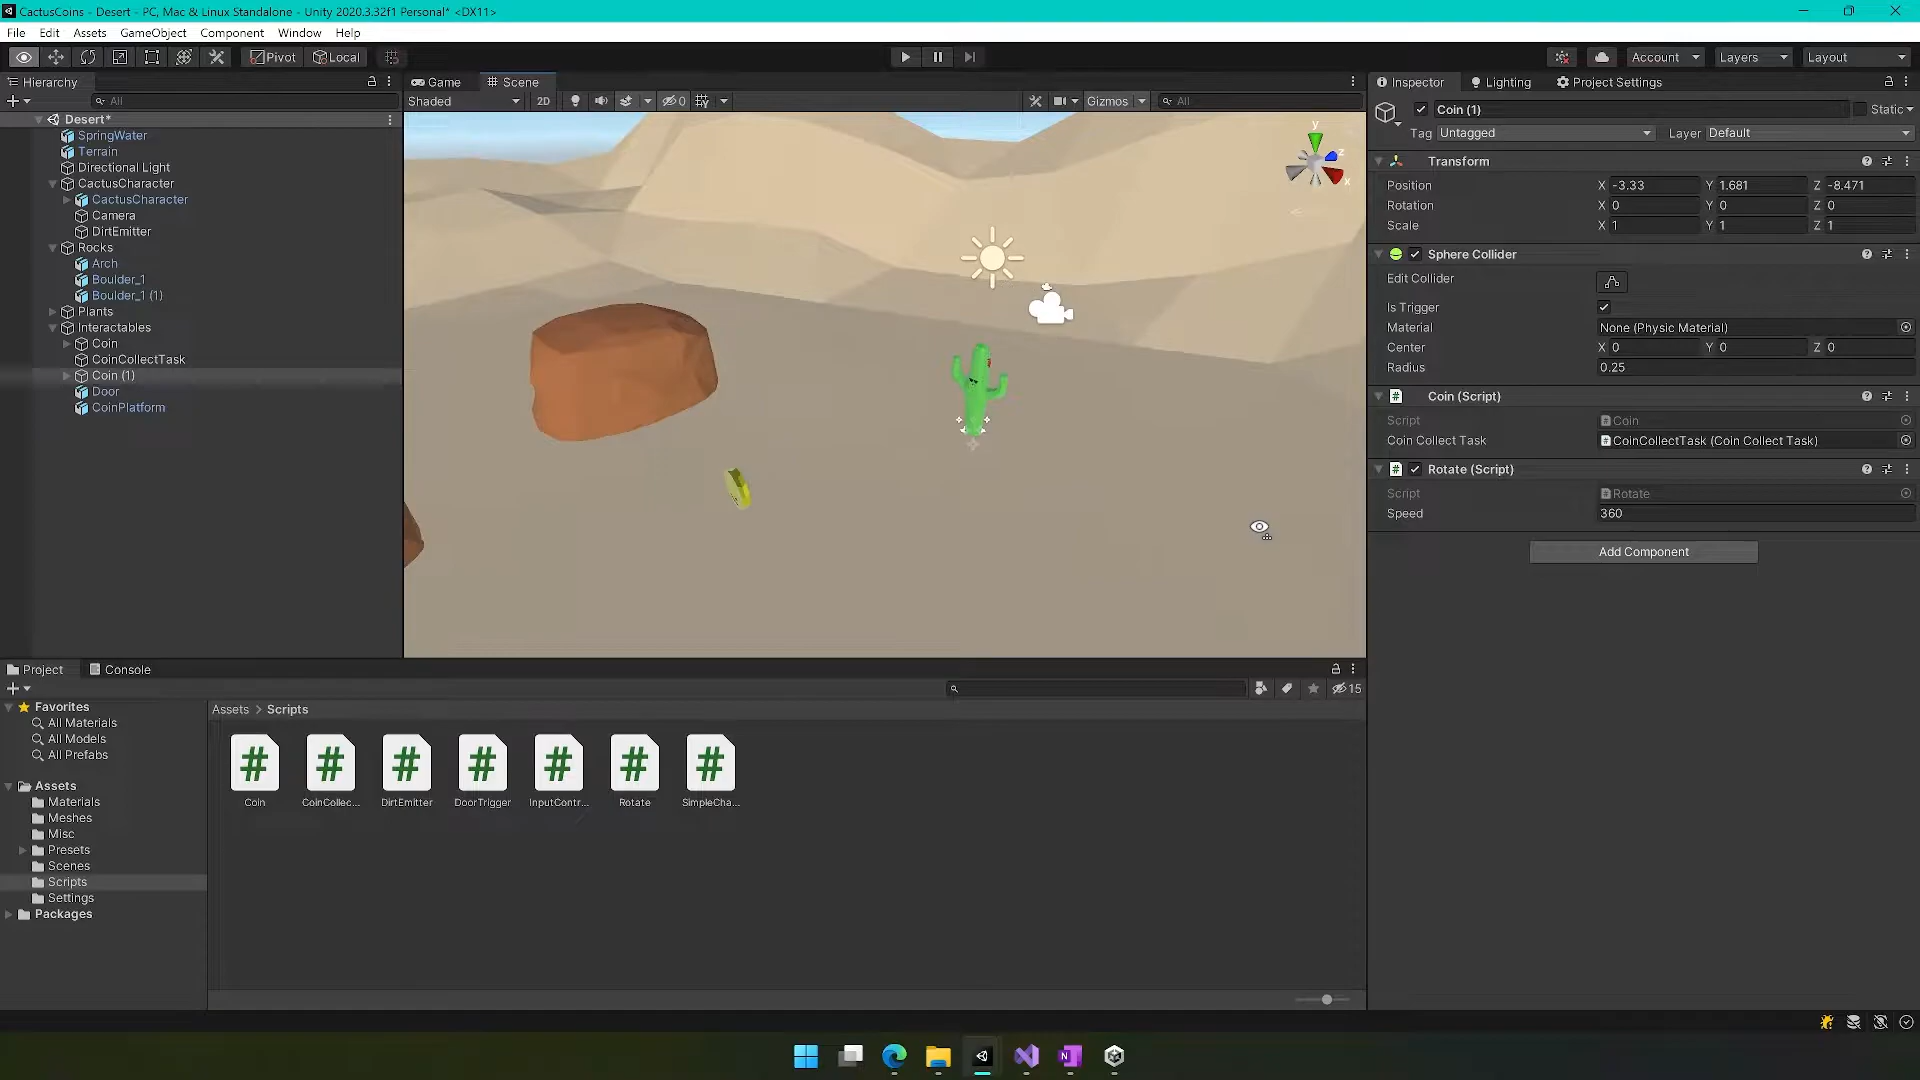 CactusCoins - Desert - PC, Mac & Linux Standalone - Unity 2020.3.32f1 Personal* <DX11>
File Edit Assets GameObject Component Window Help
Pivot Local Account Layers Layout
Hierarchy
All
Desert*
SpringWater
Terrain
Directional Light
CactusCharacter
CactusCharacter
Camera
DirtEmitter
Rocks
Arch
Boulder_1
Boulder_1 (1)
Plants
Interactables
Coin
CoinCollectTask
Coin (1)
Door
CoinPlatform
Game Scene
Shaded 2D 0 Gizmos All
y
z
x
Inspector Lighting Project Settings
Coin (1) Static
Tag Untagged Layer Default
Transform
Position X -3.33 Y 1.681 Z -8.471
Rotation X 0 Y 0 Z 0
Scale X 1 Y 1 Z 1
Sphere Collider
Edit Collider
Is Trigger
Material None (Physic Material)
Center X 0 Y 0 Z 0
Radius 0.25
Coin (Script)
Script Coin
Coin Collect Task CoinCollectTask (Coin Collect Task)
Rotate (Script)
Script Rotate
Speed 360
Add Component
Project Console
15
Favorites
All Materials
All Models
All Prefabs
Assets
Materials
Meshes
Misc
Presets
Scenes
Scripts
Settings
Packages
Assets > Scripts
Coin CoinCollec... DirtEmitter DoorTrigger InputContr... Rotate SimpleCha...